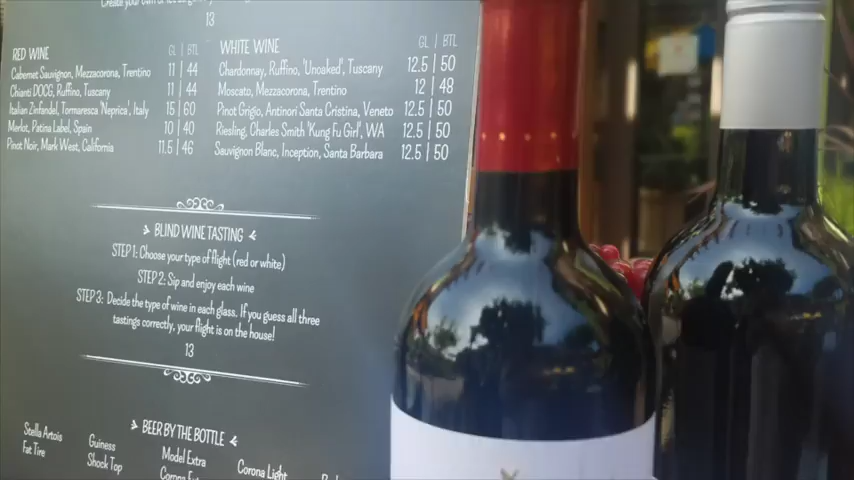 Create your own
13
RED WINE GL | BTL
Cabernet Sauvignon, Mezzacorona, Trentino 11 | 44
Chianti DOCG, Ruffino, Tuscany 11 | 44
Italian Zinfandel, Tormaresca 'Neprica', Italy 15 | 60
Merlot, Patina Label, Spain 10 | 40
Pinot Noir, Mark West, California 11.5 | 46
WHITE WINE GL | BTL
Chardonnay, Ruffino, 'Unoaked', Tuscany 12.5 | 50
Moscato, Mezzacorona, Trentino 12 | 48
Pinot Grigio, Antinori Santa Cristina, Veneto 12.5 | 50
Riesling, Charles Smith 'Kung Fu Girl', WA 12.5 | 50
Sauvignon Blanc, Inception, Santa Barbara 12.5 | 50
BLIND WINE TASTING
STEP 1: Choose your type of flight (red or white)
STEP 2: Sip and enjoy each wine
STEP 3: Decide the type of wine in each glass. If you guess all three
tastings correctly, your flight is on the house!
13
BEER BY THE BOTTLE
Stella Artois
Fat Tire
Guiness
Shock Top
Model Extra
Corona
Corona Light